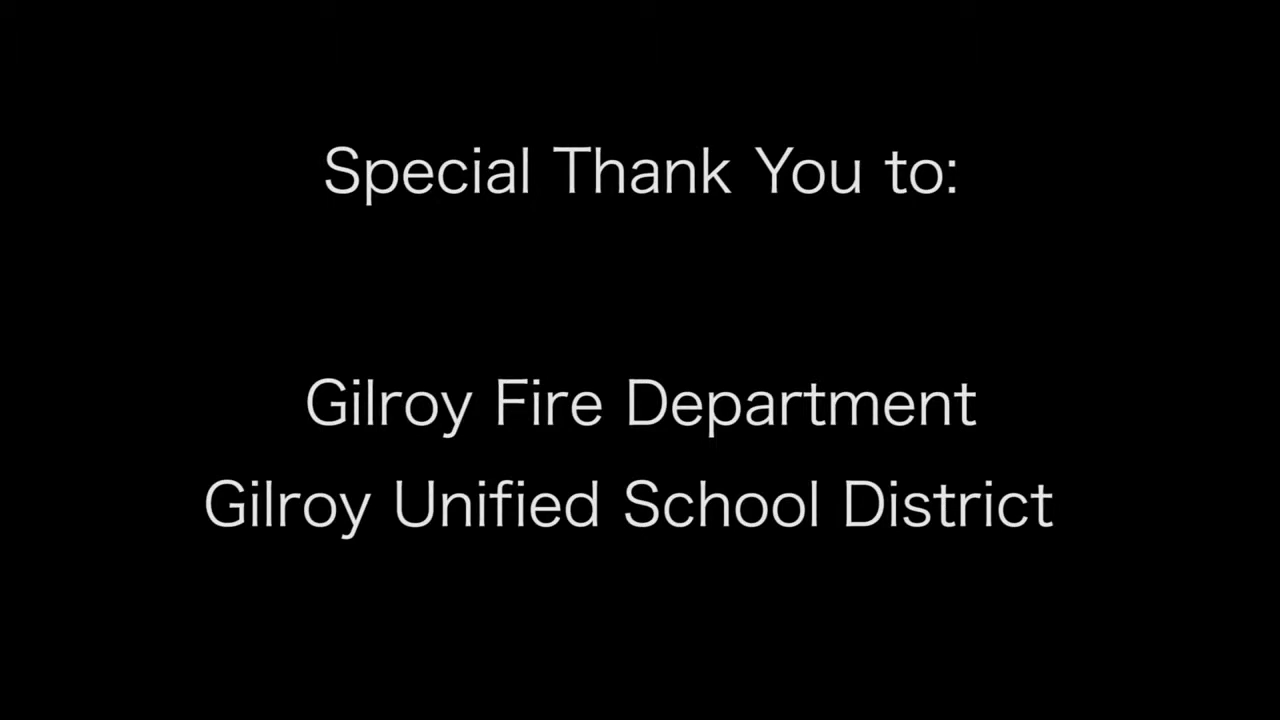 Special Thank You to:
Gilroy Fire Department
Gilroy Unified School District